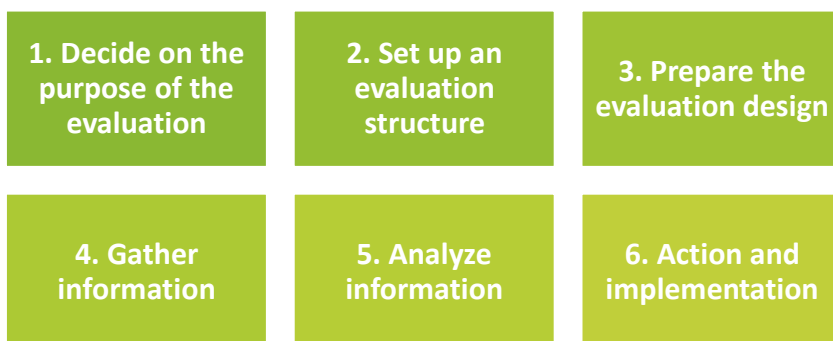 1. Decide on the
purpose of the
evaluation
2. Set up an
evaluation
structure
3. Prepare the
evaluation design
4. Gather
information
5. Analyze
information
6. Action and
implementation